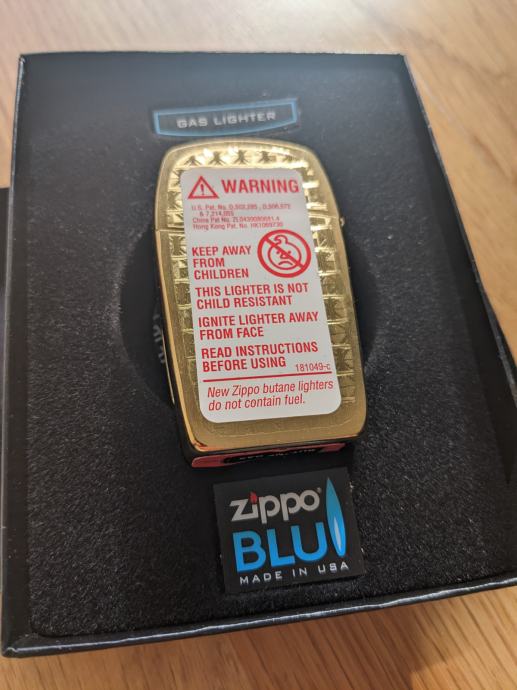 GAS LIGHTER
WARNING
U.S. Pat. No. D,502,285 , D,506,572
& 7,214,055
China Pat No. ZL0430089681.4
Hong Kong Pat. No. HK1069730
KEEP AWAY
FROM
CHILDREN
THIS LIGHTER IS NOT
CHILD RESISTANT
IGNITE LIGHTER AWAY
FROM FACE
READ INSTRUCTIONS
BEFORE USING 181049-c
New Zippo butane lighters
do not contain fuel.
zippo®
BLU
MADE IN USA